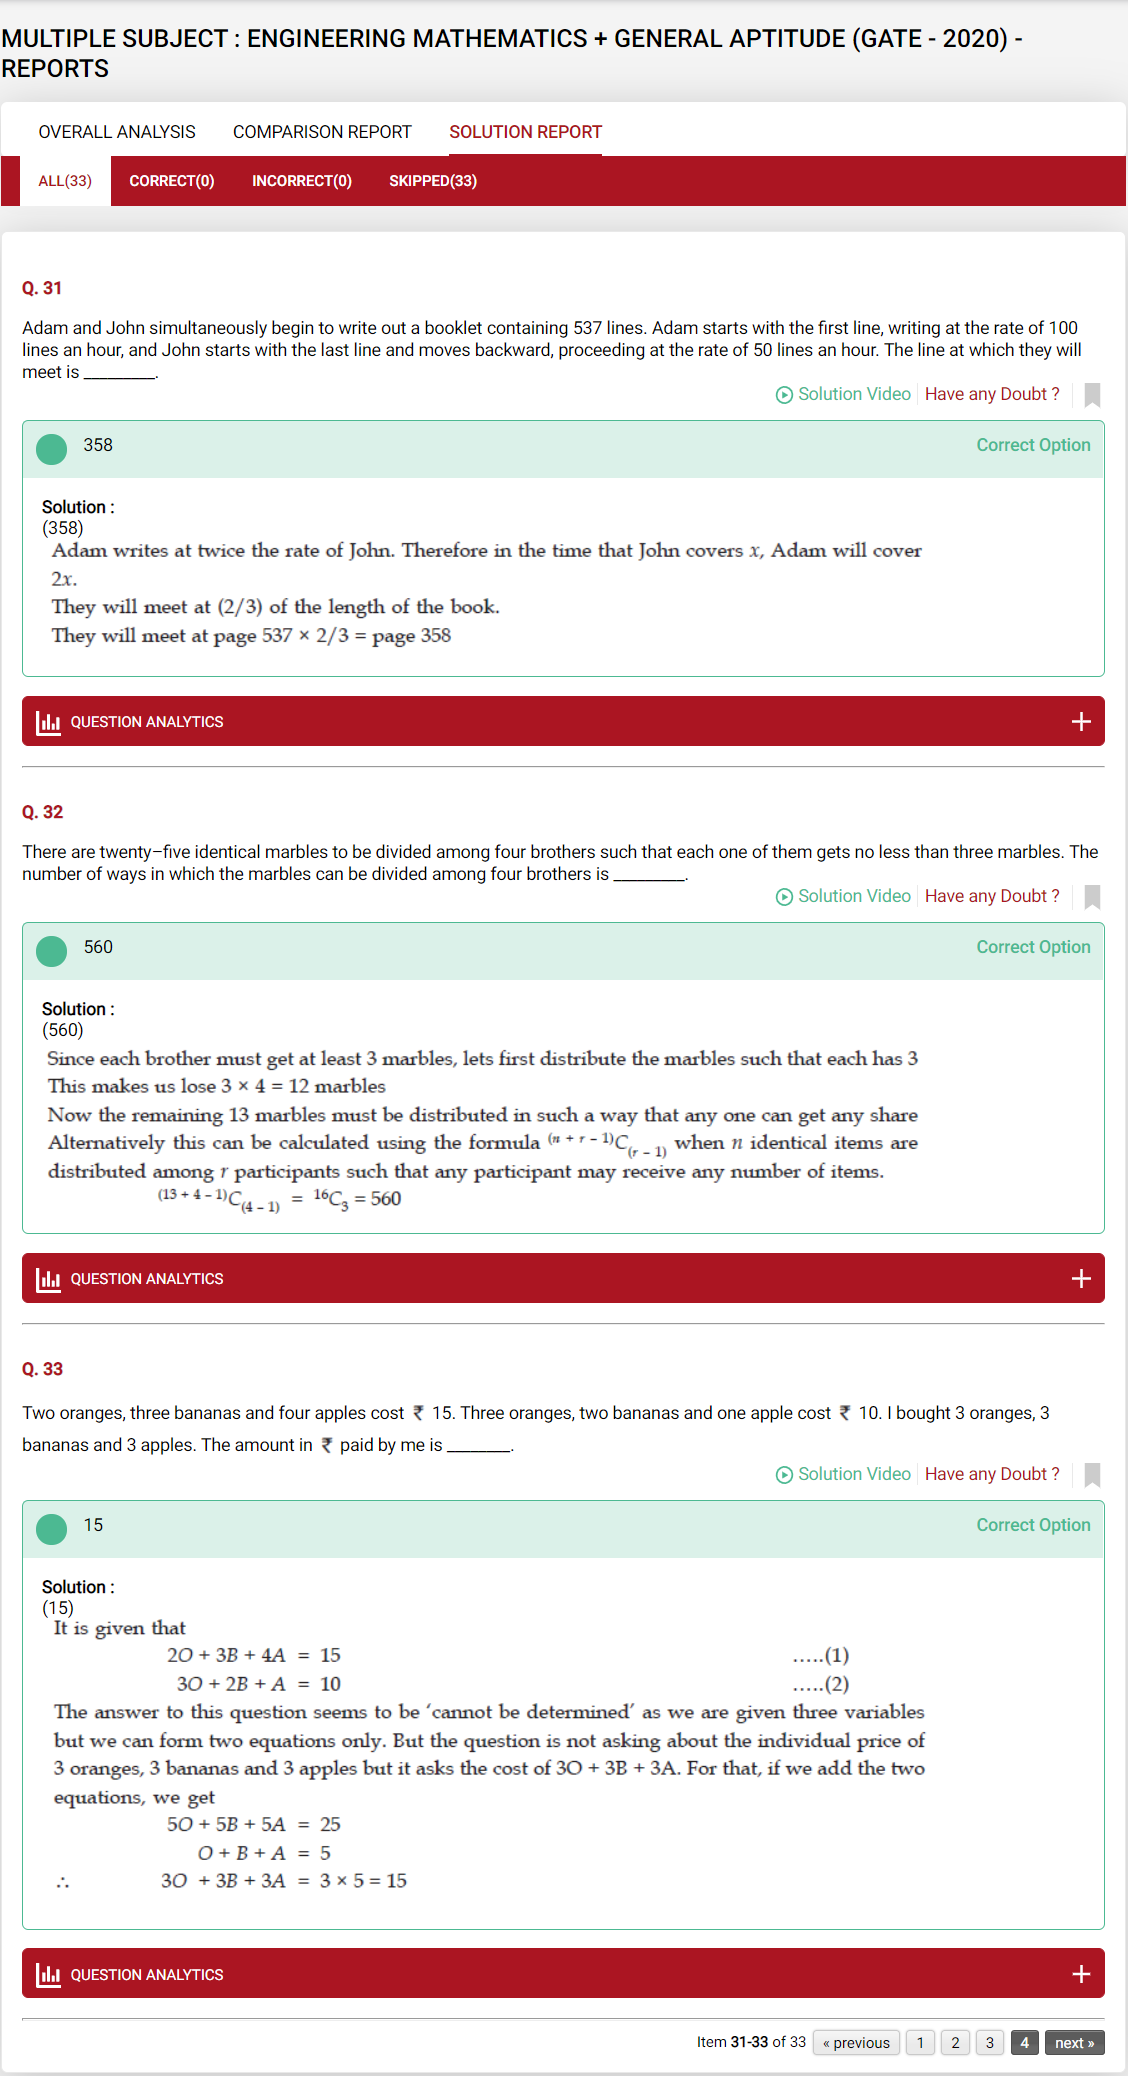 MULTIPLE SUBJECT : ENGINEERING MATHEMATICS + GENERAL APTITUDE (GATE - 2020) -
REPORTS
OVERALL ANALYSIS COMPARISON REPORT SOLUTION REPORT
ALL(33) CORRECT(0) INCORRECT(0) SKIPPED(33)
Q. 31
Adam and John simultaneously begin to write out a booklet containing 537 lines. Adam starts with the first line, writing at the rate of 100
lines an hour, and John starts with the last line and moves backward, proceeding at the rate of 50 lines an hour. The line at which they will
meet is _________.
Solution Video Have any Doubt ?
358 Correct Option
Solution :
(358)
Adam writes at twice the rate of John. Therefore in the time that John covers x, Adam will cover
2x.
They will meet at (2/3) of the length of the book.
They will meet at page 537 × 2/3 = page 358
QUESTION ANALYTICS +
Q. 32
There are twenty–five identical marbles to be divided among four brothers such that each one of them gets no less than three marbles. The
number of ways in which the marbles can be divided among four brothers is _________.
Solution Video Have any Doubt ?
560 Correct Option
Solution :
(560)
Since each brother must get at least 3 marbles, lets first distribute the marbles such that each has 3
This makes us lose 3 × 4 = 12 marbles
Now the remaining 13 marbles must be distributed in such a way that any one can get any share
Alternatively this can be calculated using the formula (n + r – 1)C(r – 1) when n identical items are
distributed among r participants such that any participant may receive any number of items.
(13 + 4 – 1)C(4 – 1) = 16C3 = 560
QUESTION ANALYTICS +
Q. 33
Two oranges, three bananas and four apples cost ₹ 15. Three oranges, two bananas and one apple cost ₹ 10. I bought 3 oranges, 3
bananas and 3 apples. The amount in ₹ paid by me is ________.
Solution Video Have any Doubt ?
15 Correct Option
Solution :
(15)
It is given that
2O + 3B + 4A = 15 .....(1)
3O + 2B + A = 10 .....(2)
The answer to this question seems to be ‘cannot be determined’ as we are given three variables
but we can form two equations only. But the question is not asking about the individual price of
3 oranges, 3 bananas and 3 apples but it asks the cost of 3O + 3B + 3A. For that, if we add the two
equations, we get
5O + 5B + 5A = 25
O + B + A = 5
∴ 3O + 3B + 3A = 3 × 5 = 15
QUESTION ANALYTICS +
Item 31-33 of 33 « previous 1 2 3 4 next »